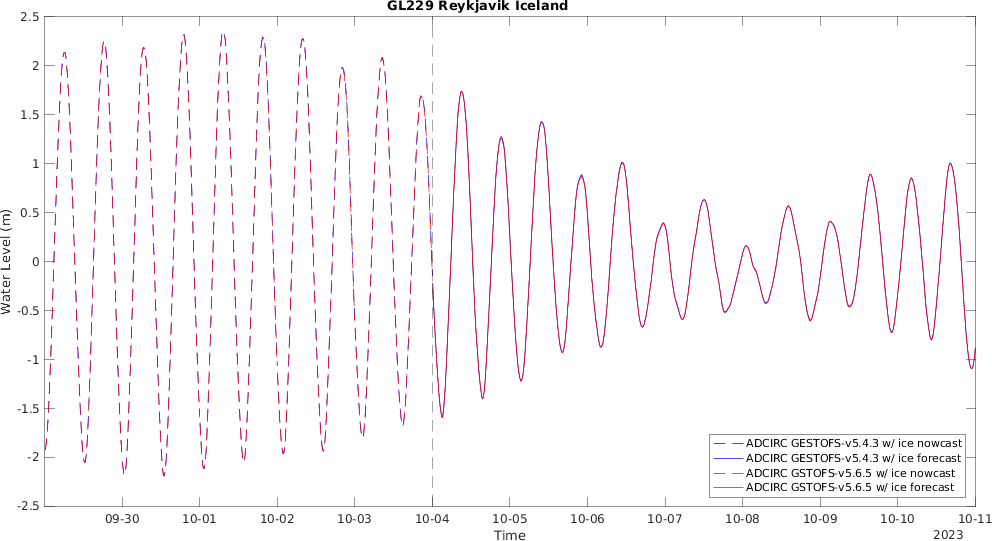 GL229 Reykjavik Iceland
2.5
2
1.5
1
0.5
0
-0.5
-1
-1.5
-2
-2.5
Water Level (m)
09-30 10-01 10-02 10-03 10-04 10-05 10-06 10-07 10-08 10-09 10-10 10-11
Time
2023
ADCIRC GESTOFS-v5.4.3 w/ ice nowcast
ADCIRC GESTOFS-v5.4.3 w/ ice forecast
ADCIRC GSTOFS-v5.6.5 w/ ice nowcast
ADCIRC GSTOFS-v5.6.5 w/ ice forecast